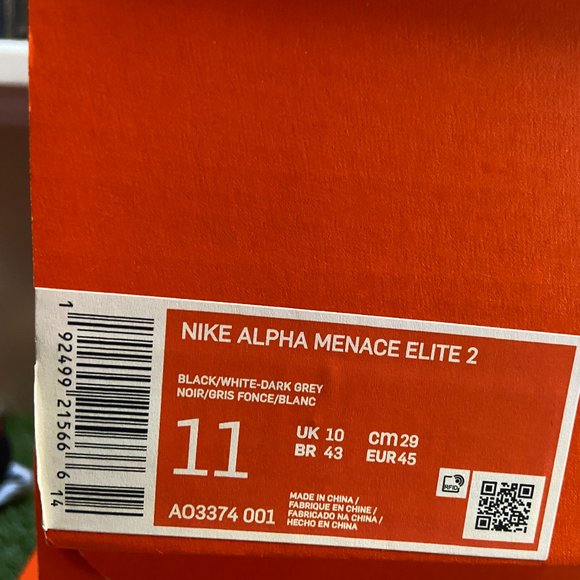 NIKE ALPHA MENACE ELITE 2
BLACK/WHITE-DARK GREY
NOIR/GRIS FONCE/BLANC
11
UK 10 cm 29
BR 43 EUR 45
AO3374 001
MADE IN CHINA /
FABRIQUE EN CHINE /
FABRICADO NA CHINA /
HECHO EN CHINA
RFID
1 92499 21566 6 14